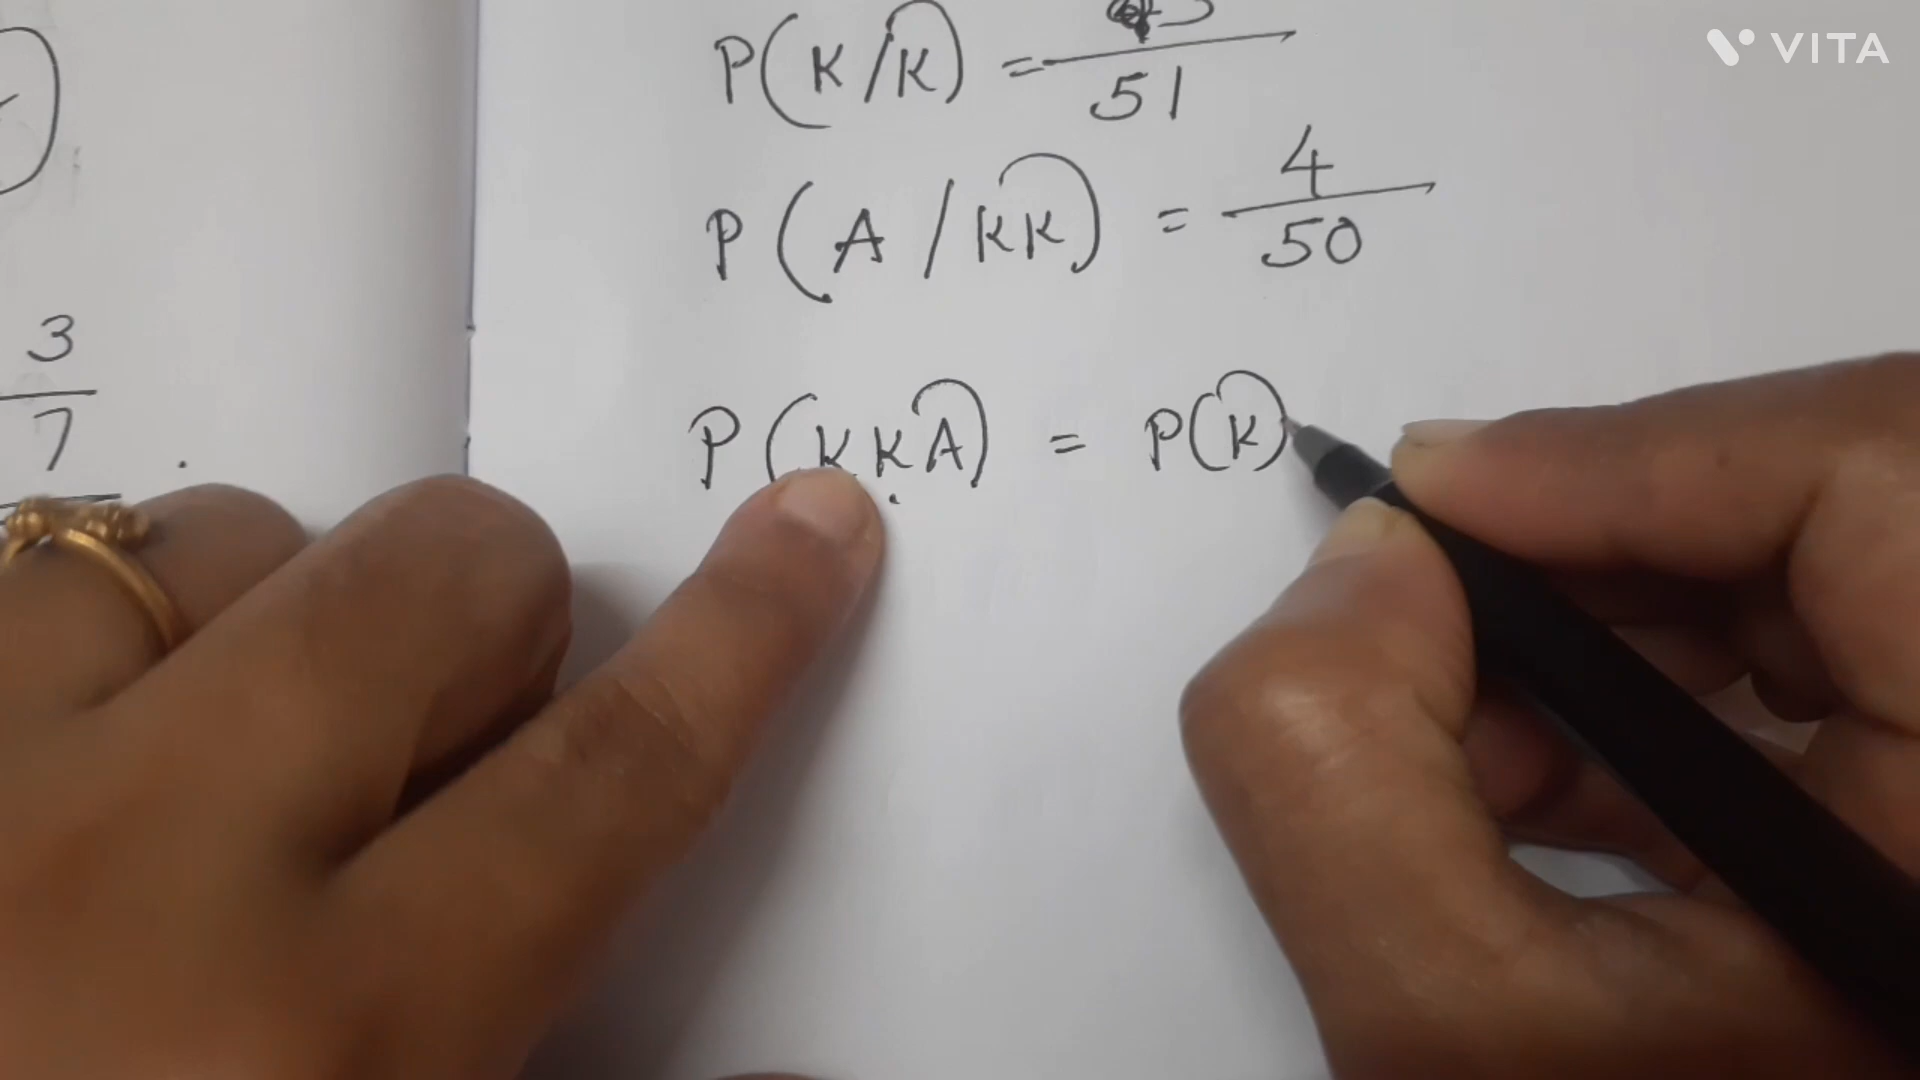 3
7
P(K/K) = 3
51
P(A/KK) = 4
50
P(KKA) = P(K)
VITA